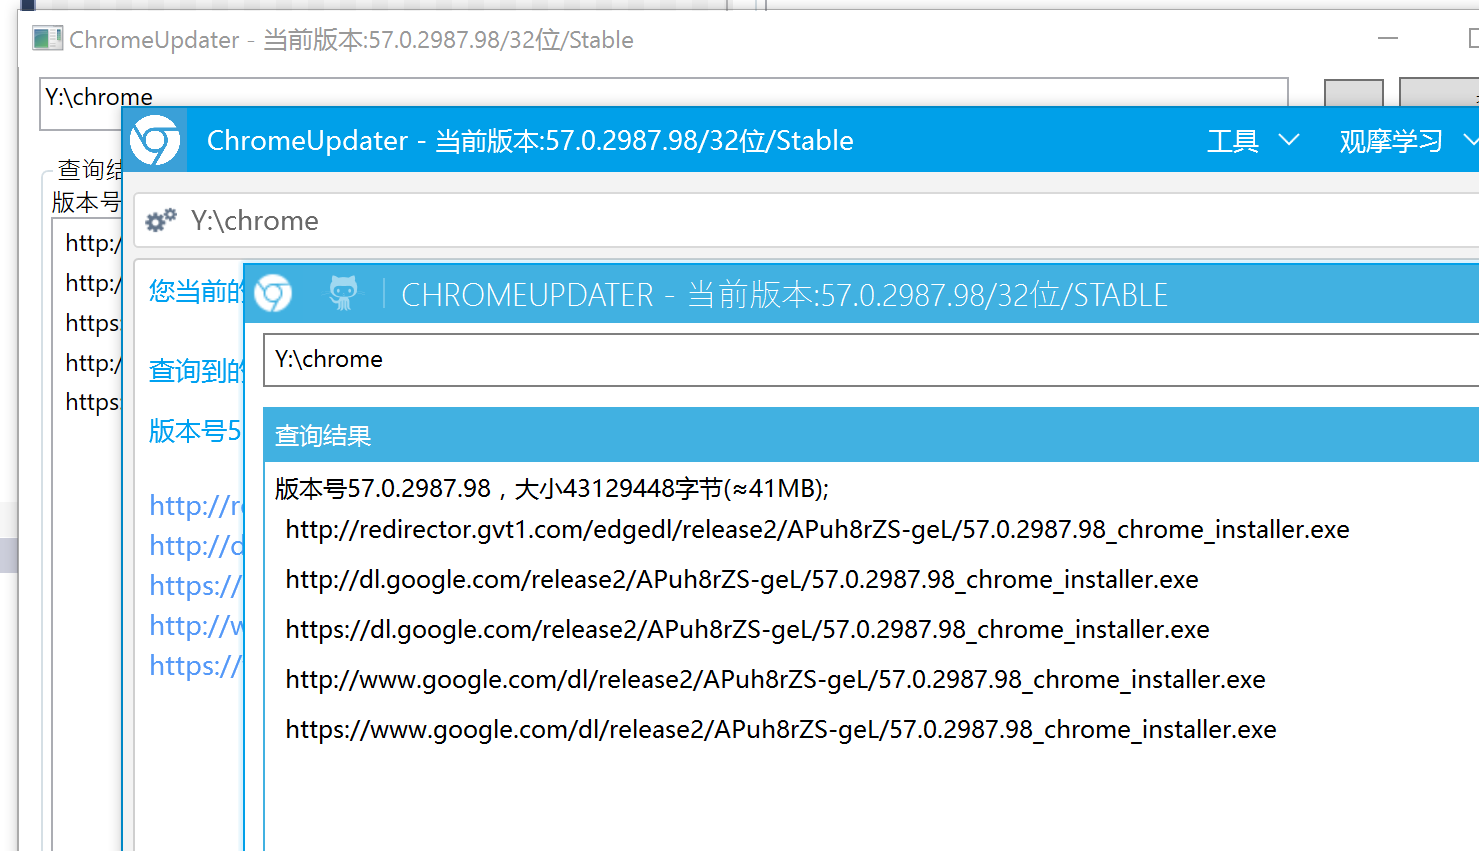 ChromeUpdater - 当前版本:57.0.2987.98/32位/Stable
Y:\chrome
查询结
版本号
http:/
http:/
https:
http:/
https:
ChromeUpdater - 当前版本:57.0.2987.98/32位/Stable
工具
观摩学习
Y:\chrome
您当前的
查询到的
版本号5
http://r
http://d
https://
http://w
https://
CHROMEUPDATER - 当前版本:57.0.2987.98/32位/STABLE
Y:\chrome
查询结果
版本号57.0.2987.98，大小43129448字节(≈41MB);
http://redirector.gvt1.com/edgedl/release2/APuh8rZS-geL/57.0.2987.98_chrome_installer.exe
http://dl.google.com/release2/APuh8rZS-geL/57.0.2987.98_chrome_installer.exe
https://dl.google.com/release2/APuh8rZS-geL/57.0.2987.98_chrome_installer.exe
http://www.google.com/dl/release2/APuh8rZS-geL/57.0.2987.98_chrome_installer.exe
https://www.google.com/dl/release2/APuh8rZS-geL/57.0.2987.98_chrome_installer.exe